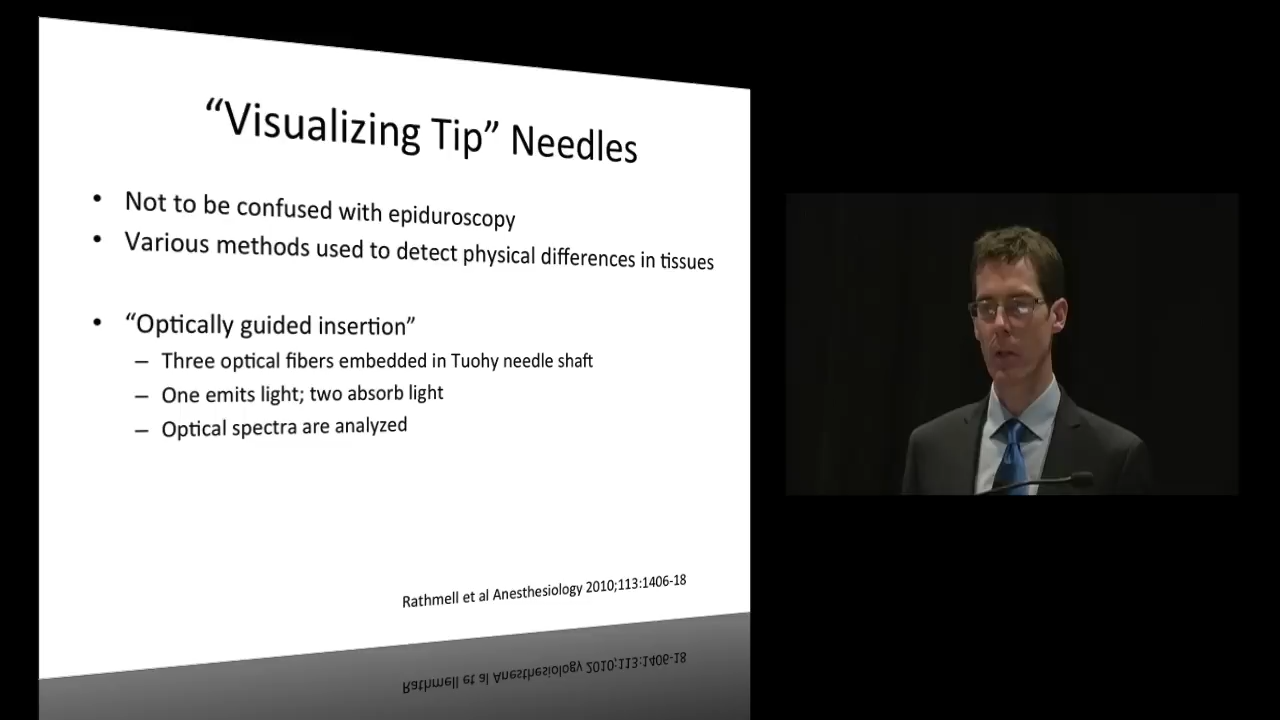 “Visualizing Tip” Needles
• Not to be confused with epiduroscopy
• Various methods used to detect physical differences in tissues
• “Optically guided insertion”
– Three optical fibers embedded in Tuohy needle shaft
– One emits light; two absorb light
– Optical spectra are analyzed
Rathmell et al Anesthesiology 2010;113:1406-18